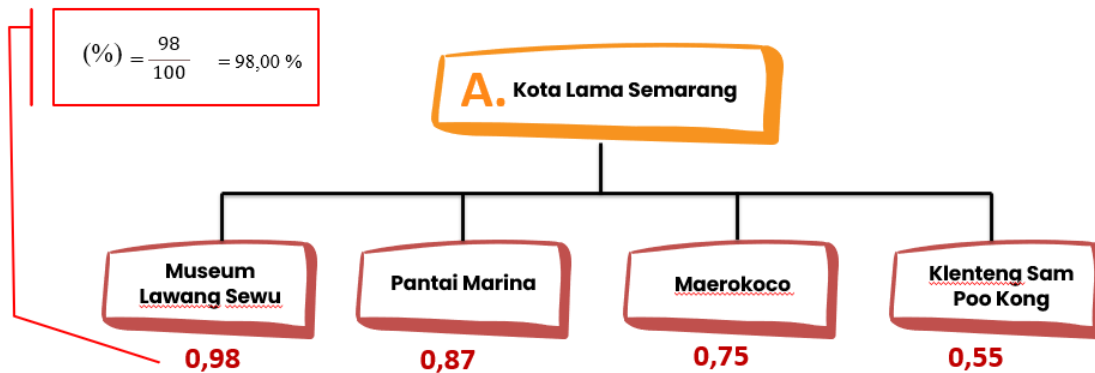 (%) = 98/100 = 98,00 %
A. Kota Lama Semarang
Museum
Lawang Sewu
Pantai Marina
Maerokoco
Klenteng Sam
Poo Kong
0,98
0,87
0,75
0,55